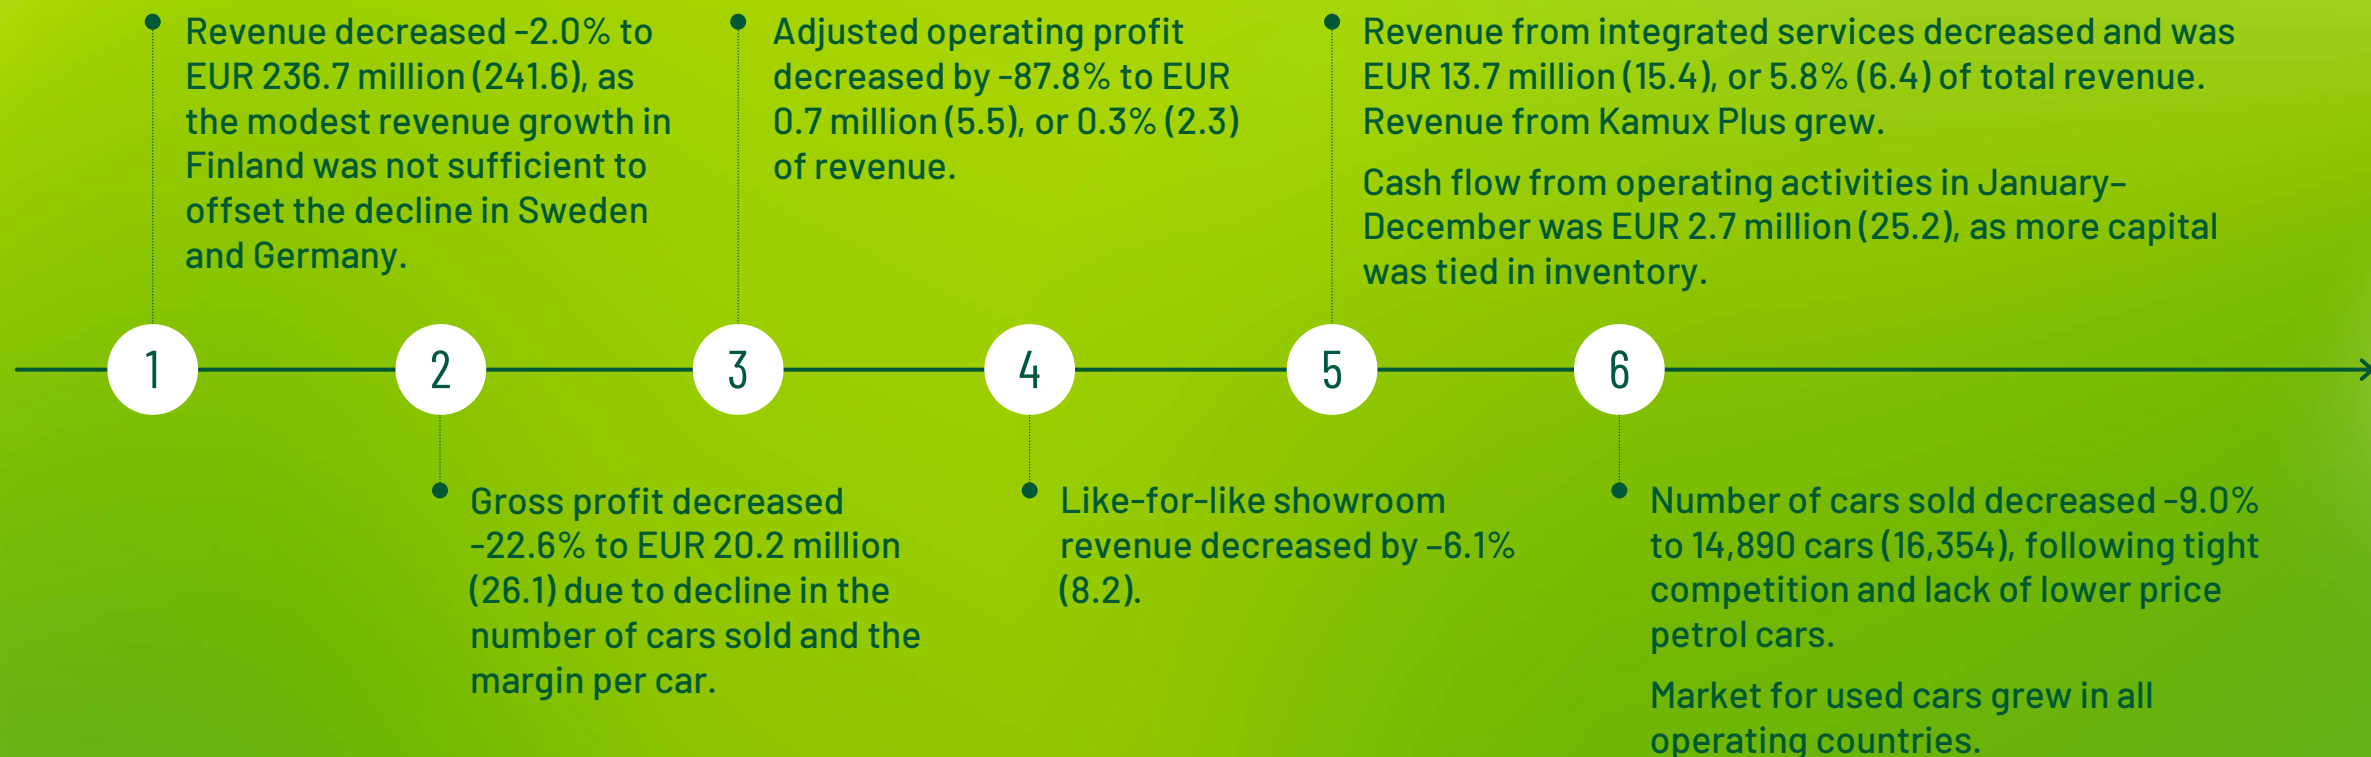 Revenue decreased -2.0% to
EUR 236.7 million (241.6), as
the modest revenue growth in
Finland was not sufficient to
offset the decline in Sweden
and Germany.
Adjusted operating profit
decreased by -87.8% to EUR
0.7 million (5.5), or 0.3% (2.3)
of revenue.
Revenue from integrated services decreased and was
EUR 13.7 million (15.4), or 5.8% (6.4) of total revenue.
Revenue from Kamux Plus grew.
Cash flow from operating activities in January–
December was EUR 2.7 million (25.2), as more capital
was tied in inventory.
1
2
3
4
5
6
Gross profit decreased
-22.6% to EUR 20.2 million
(26.1) due to decline in the
number of cars sold and the
margin per car.
Like-for-like showroom
revenue decreased by –6.1%
(8.2).
Number of cars sold decreased -9.0%
to 14,890 cars (16,354), following tight
competition and lack of lower price
petrol cars.
Market for used cars grew in all
operating countries.